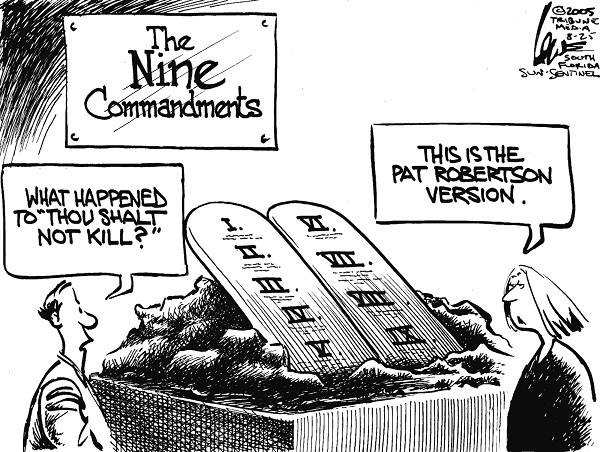 The
Nine
Commandments
©2005
TRIBUNE
MEDIA
8-25
SOUTH
FLORIDA
SUN-SENTINEL
WHAT HAPPENED
TO "THOU SHALT
NOT KILL?"
THIS IS THE
PAT ROBERTSON
VERSION.
I.
II.
III.
IV.
V.
VI.
VII.
VIII.
IX.